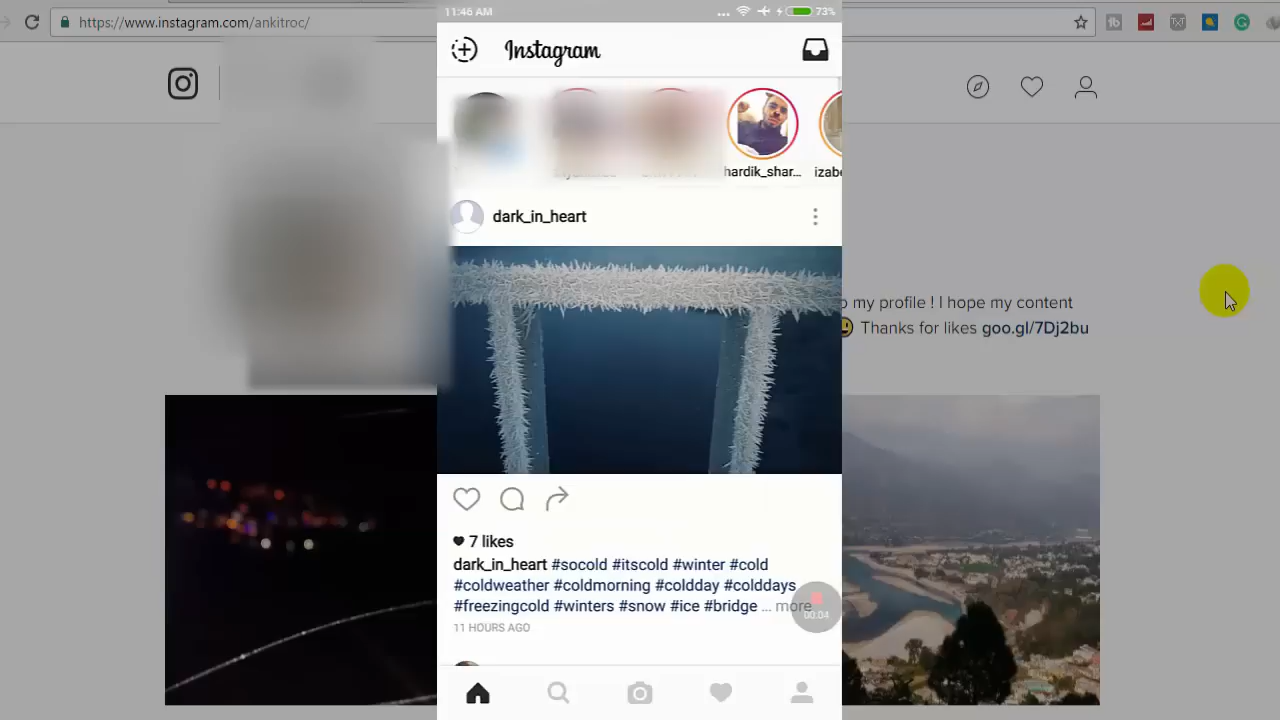 https://www.instagram.com/ankitroc/
11:46 AM
73%
Instagram
hardik_shar...
izabe
dark_in_heart
o my profile ! I hope my content
Thanks for likes goo.gl/7Dj2bu
7 likes
dark_in_heart #socold #itscold #winter #cold
#coldweather #coldmorning #coldday #colddays
#freezingcold #winters #snow #ice #bridge ... more
00:04
11 HOURS AGO